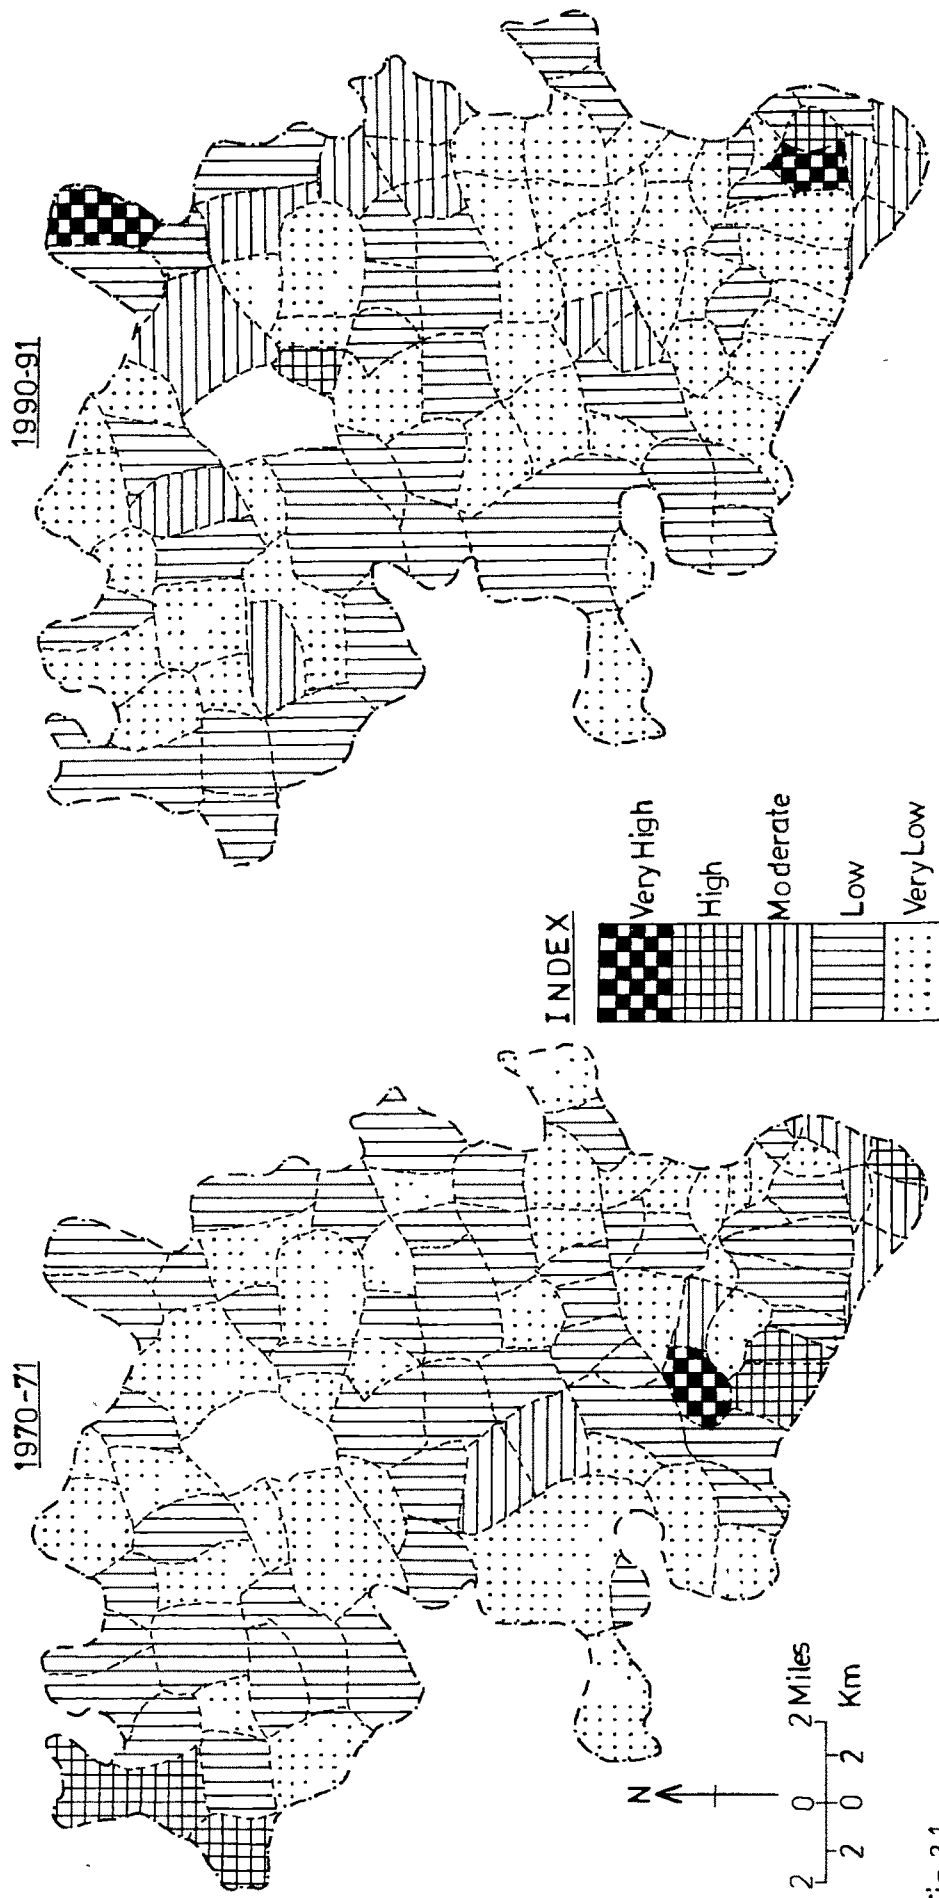 1970-71
1990-91
INDEX
Very High
High
Moderate
Low
Very Low
N
2 0 2 Miles
2 0 2 Km